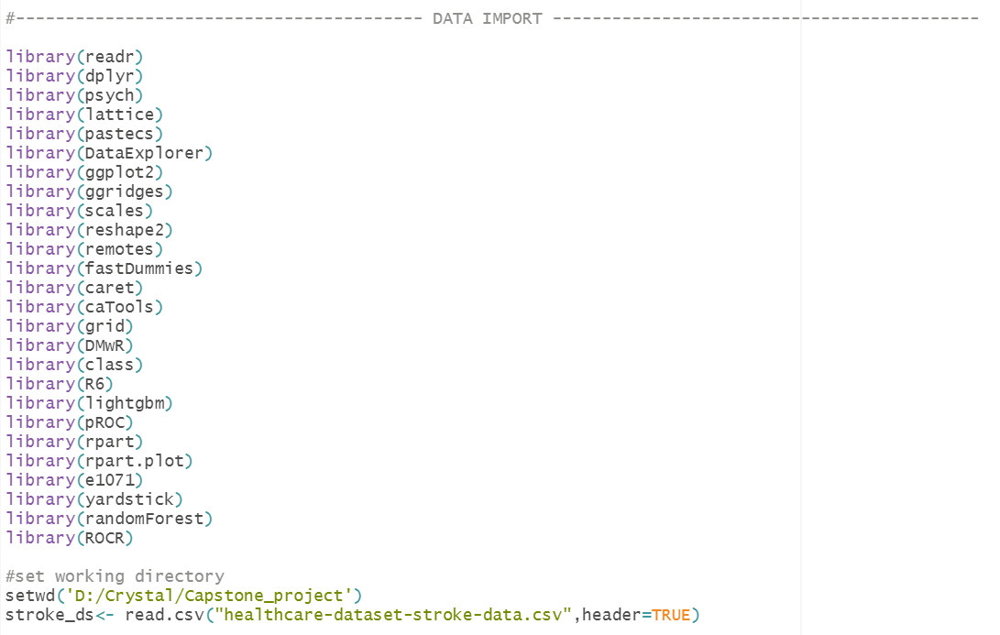 #----------------------------------------- DATA IMPORT -------------------------------------------
library(readr)
library(dplyr)
library(psych)
library(lattice)
library(pastecs)
library(DataExplorer)
library(ggplot2)
library(ggridges)
library(scales)
library(reshape2)
library(remotes)
library(fastDummies)
library(caret)
library(caTools)
library(grid)
library(DMwR)
library(class)
library(R6)
library(lightgbm)
library(pROC)
library(rpart)
library(rpart.plot)
library(e1071)
library(yardstick)
library(randomForest)
library(ROCR)
#set working directory
setwd('D:/Crystal/Capstone_project')
stroke_ds<- read.csv("healthcare-dataset-stroke-data.csv",header=TRUE)